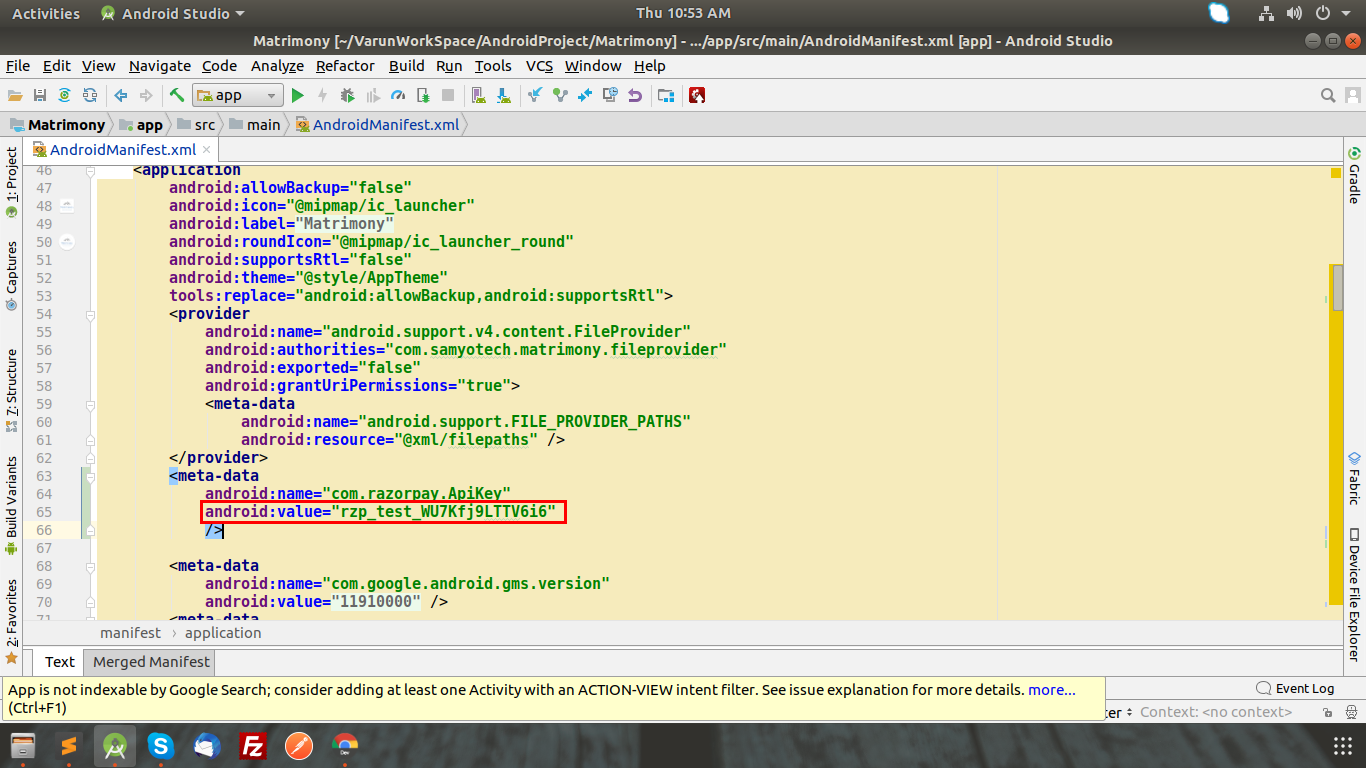 Activities Android Studio Thu 10:53 AM
Matrimony [~/VarunWorkSpace/AndroidProject/Matrimony] - .../app/src/main/AndroidManifest.xml [app] - Android Studio
File Edit View Navigate Code Analyze Refactor Build Run Tools VCS Window Help
app
Matrimony app src main AndroidManifest.xml
AndroidManifest.xml
46 <application
47 android:allowBackup="false"
48 android:icon="@mipmap/ic_launcher"
49 android:label="Matrimony"
50 android:roundIcon="@mipmap/ic_launcher_round"
51 android:supportsRtl="false"
52 android:theme="@style/AppTheme"
53 tools:replace="android:allowBackup,android:supportsRtl">
54 <provider
55 android:name="android.support.v4.content.FileProvider"
56 android:authorities="com.samyotech.matrimony.fileprovider"
57 android:exported="false"
58 android:grantUriPermissions="true">
59 <meta-data
60 android:name="android.support.FILE_PROVIDER_PATHS"
61 android:resource="@xml/filepaths" />
62 </provider>
63 <meta-data
64 android:name="com.razorpay.ApiKey"
65 android:value="rzp_test_WU7Kfj9LTTV6i6"
66 />
67
68 <meta-data
69 android:name="com.google.android.gms.version"
70 android:value="11910000" />
71 <meta-data
manifest › application
Text Merged Manifest
1: Project
Captures
7: Structure
Build Variants
2: Favorites
Gradle
Fabric
Device File Explorer
App is not indexable by Google Search; consider adding at least one Activity with an ACTION-VIEW intent filter. See issue explanation for more details. more...
(Ctrl+F1)
Event Log
ter Context: <no context>
S Fz Dev